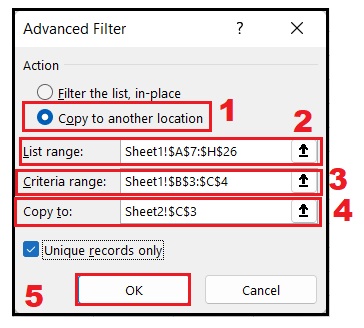 Advanced Filter
Action
Filter the list, in-place
Copy to another location 1
2
List range: Sheet1!$A$7:$H$26
Criteria range: Sheet1!$B$3:$C$4 3
Copy to: Sheet2!$C$3 4
Unique records only
5 OK Cancel